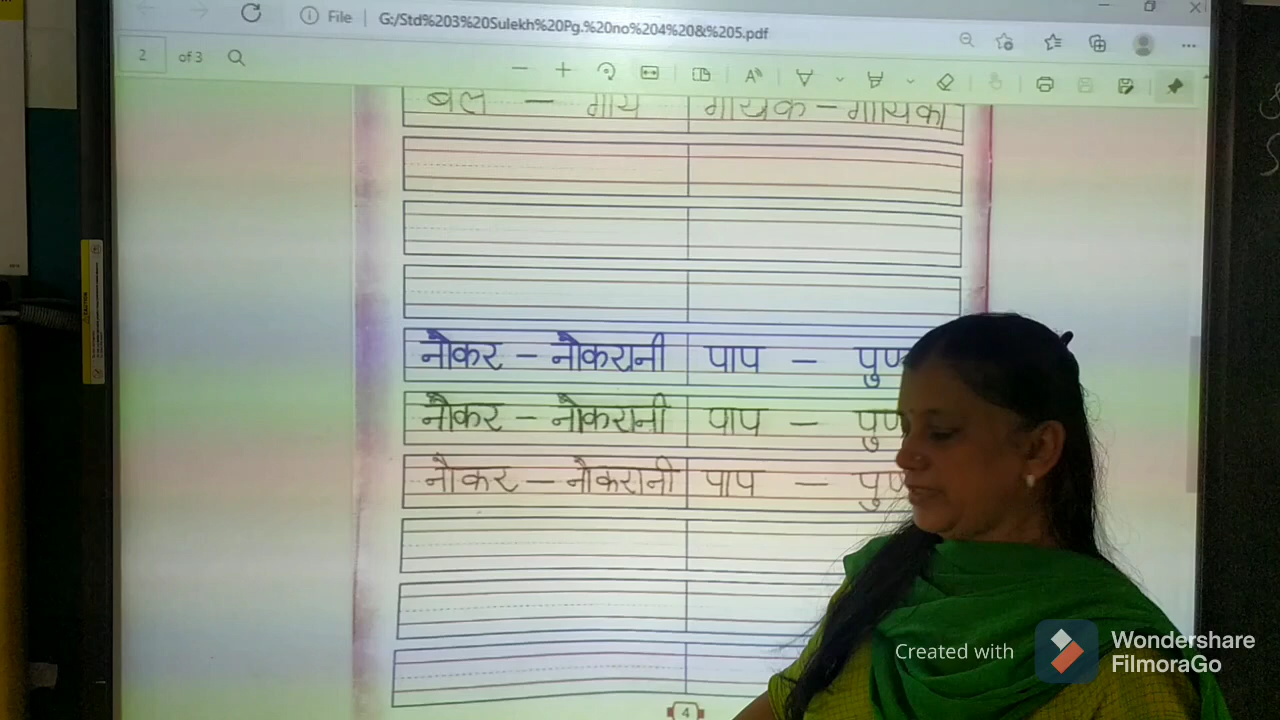 File | G:/Std%203%20Sulekh%20Pg.%20no%204%20&%205.pdf
2 of 3
बैल – गाय गायक – गायिका
नौकर – नौकरानी पाप –
नौकर – नौकरानी पाप –
नौकर – नौकरानी पाप –
4
Created with Wondershare FilmoraGo